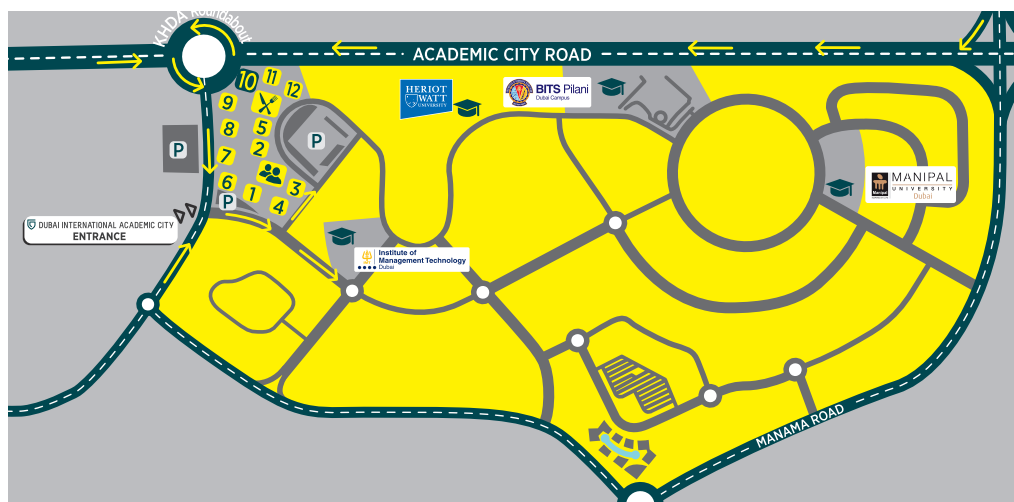 KHDA Roundabout
ACADEMIC CITY ROAD
HERIOT
WATT
UNIVERSITY
BITS Pilani
Dubai Campus
10
11
12
9
8
5
P
P
2
7
6
1
3
P
4
MANIPAL
UNIVERSITY
Dubai
Manipal
DUBAI INTERNATIONAL ACADEMIC CITY
ENTRANCE
Institute of
Management Technology
Dubai
MANAMA ROAD